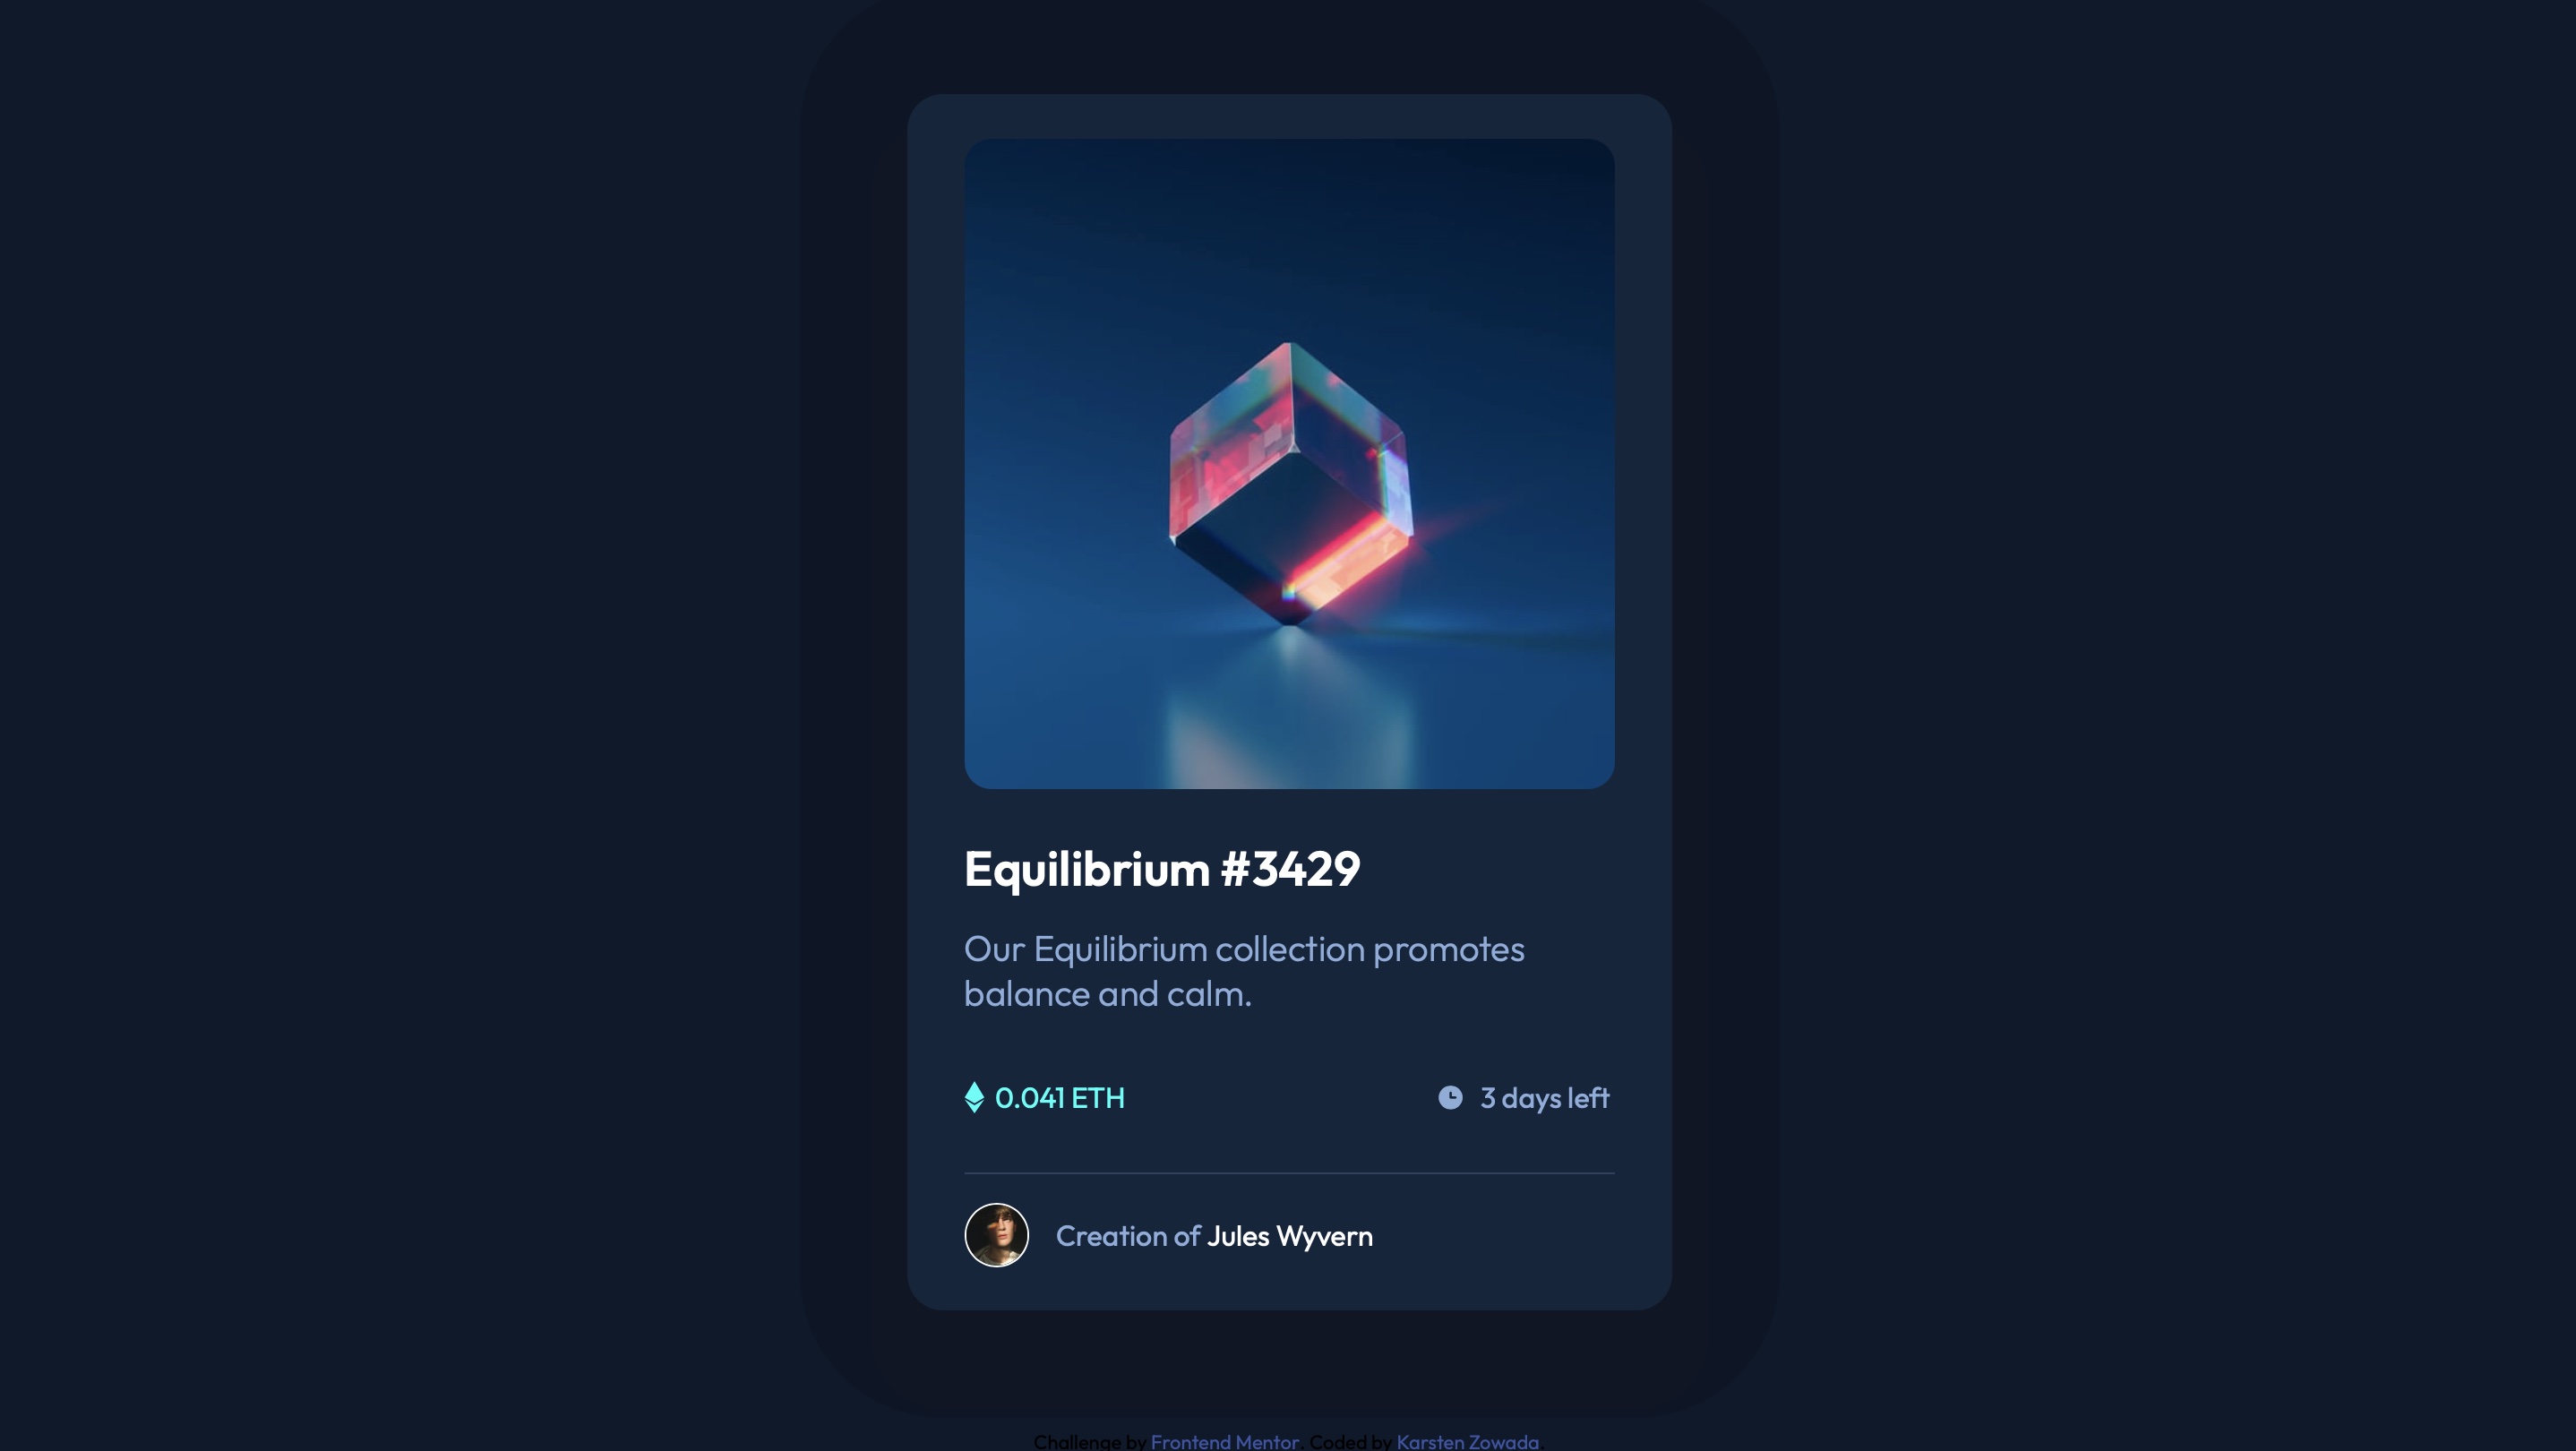 Equilibrium #3429
Our Equilibrium collection promotes
balance and calm.
0.041 ETH
3 days left
Creation of Jules Wyvern
Challenge by Frontend Mentor. Coded by Karsten Zowada.